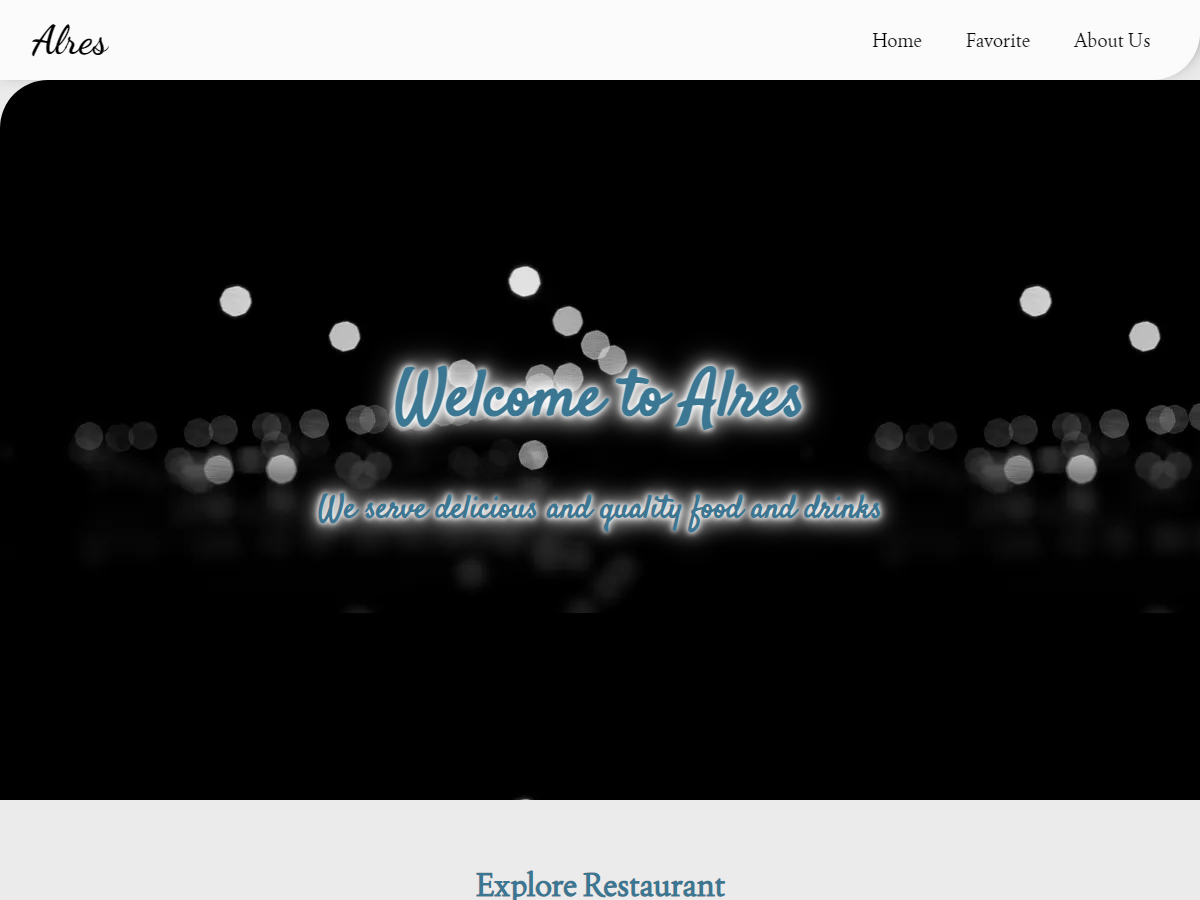 Alres
Home
Favorite
About Us
Welcome to Alres
We serve delicious and quality food and drinks
Explore Restaurant